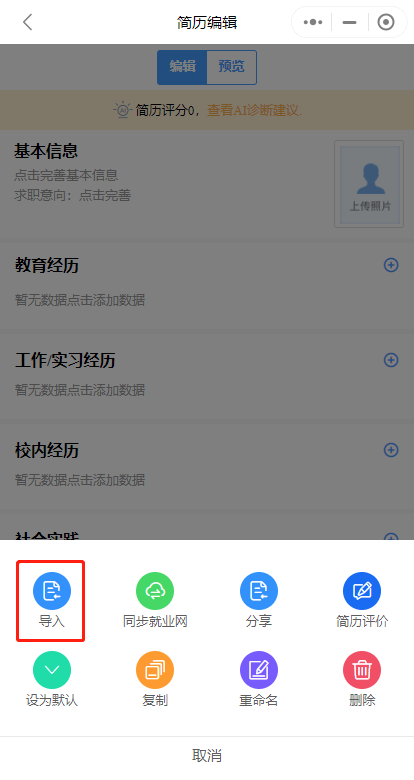 简历编辑
编辑 预览
简历评分0，查看AI诊断建议.
基本信息
点击完善基本信息
求职意向：点击完善
上传照片
教育经历
暂无数据点击添加数据
工作/实习经历
暂无数据点击添加数据
校内经历
暂无数据点击添加数据
社会实践
导入 同步就业网 分享 简历评价
设为默认 复制 重命名 删除
取消